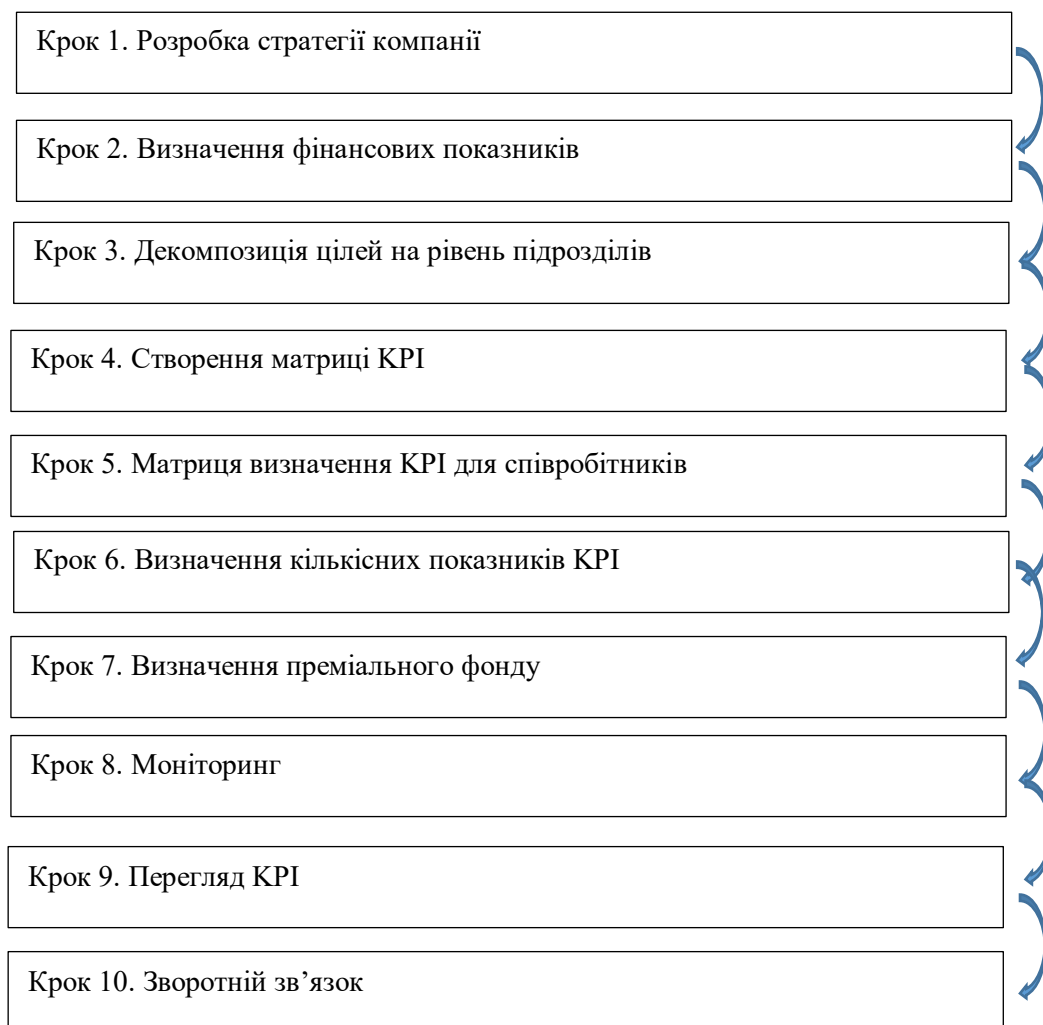 Крок 1. Розробка стратегії компанії
Крок 2. Визначення фінансових показників
Крок 3. Декомпозиція цілей на рівень підрозділів
Крок 4. Створення матриці KPI
Крок 5. Матриця визначення KPI для співробітників
Крок 6. Визначення кількісних показників KPI
Крок 7. Визначення преміального фонду
Крок 8. Моніторинг
Крок 9. Перегляд KPI
Крок 10. Зворотній зв’язок